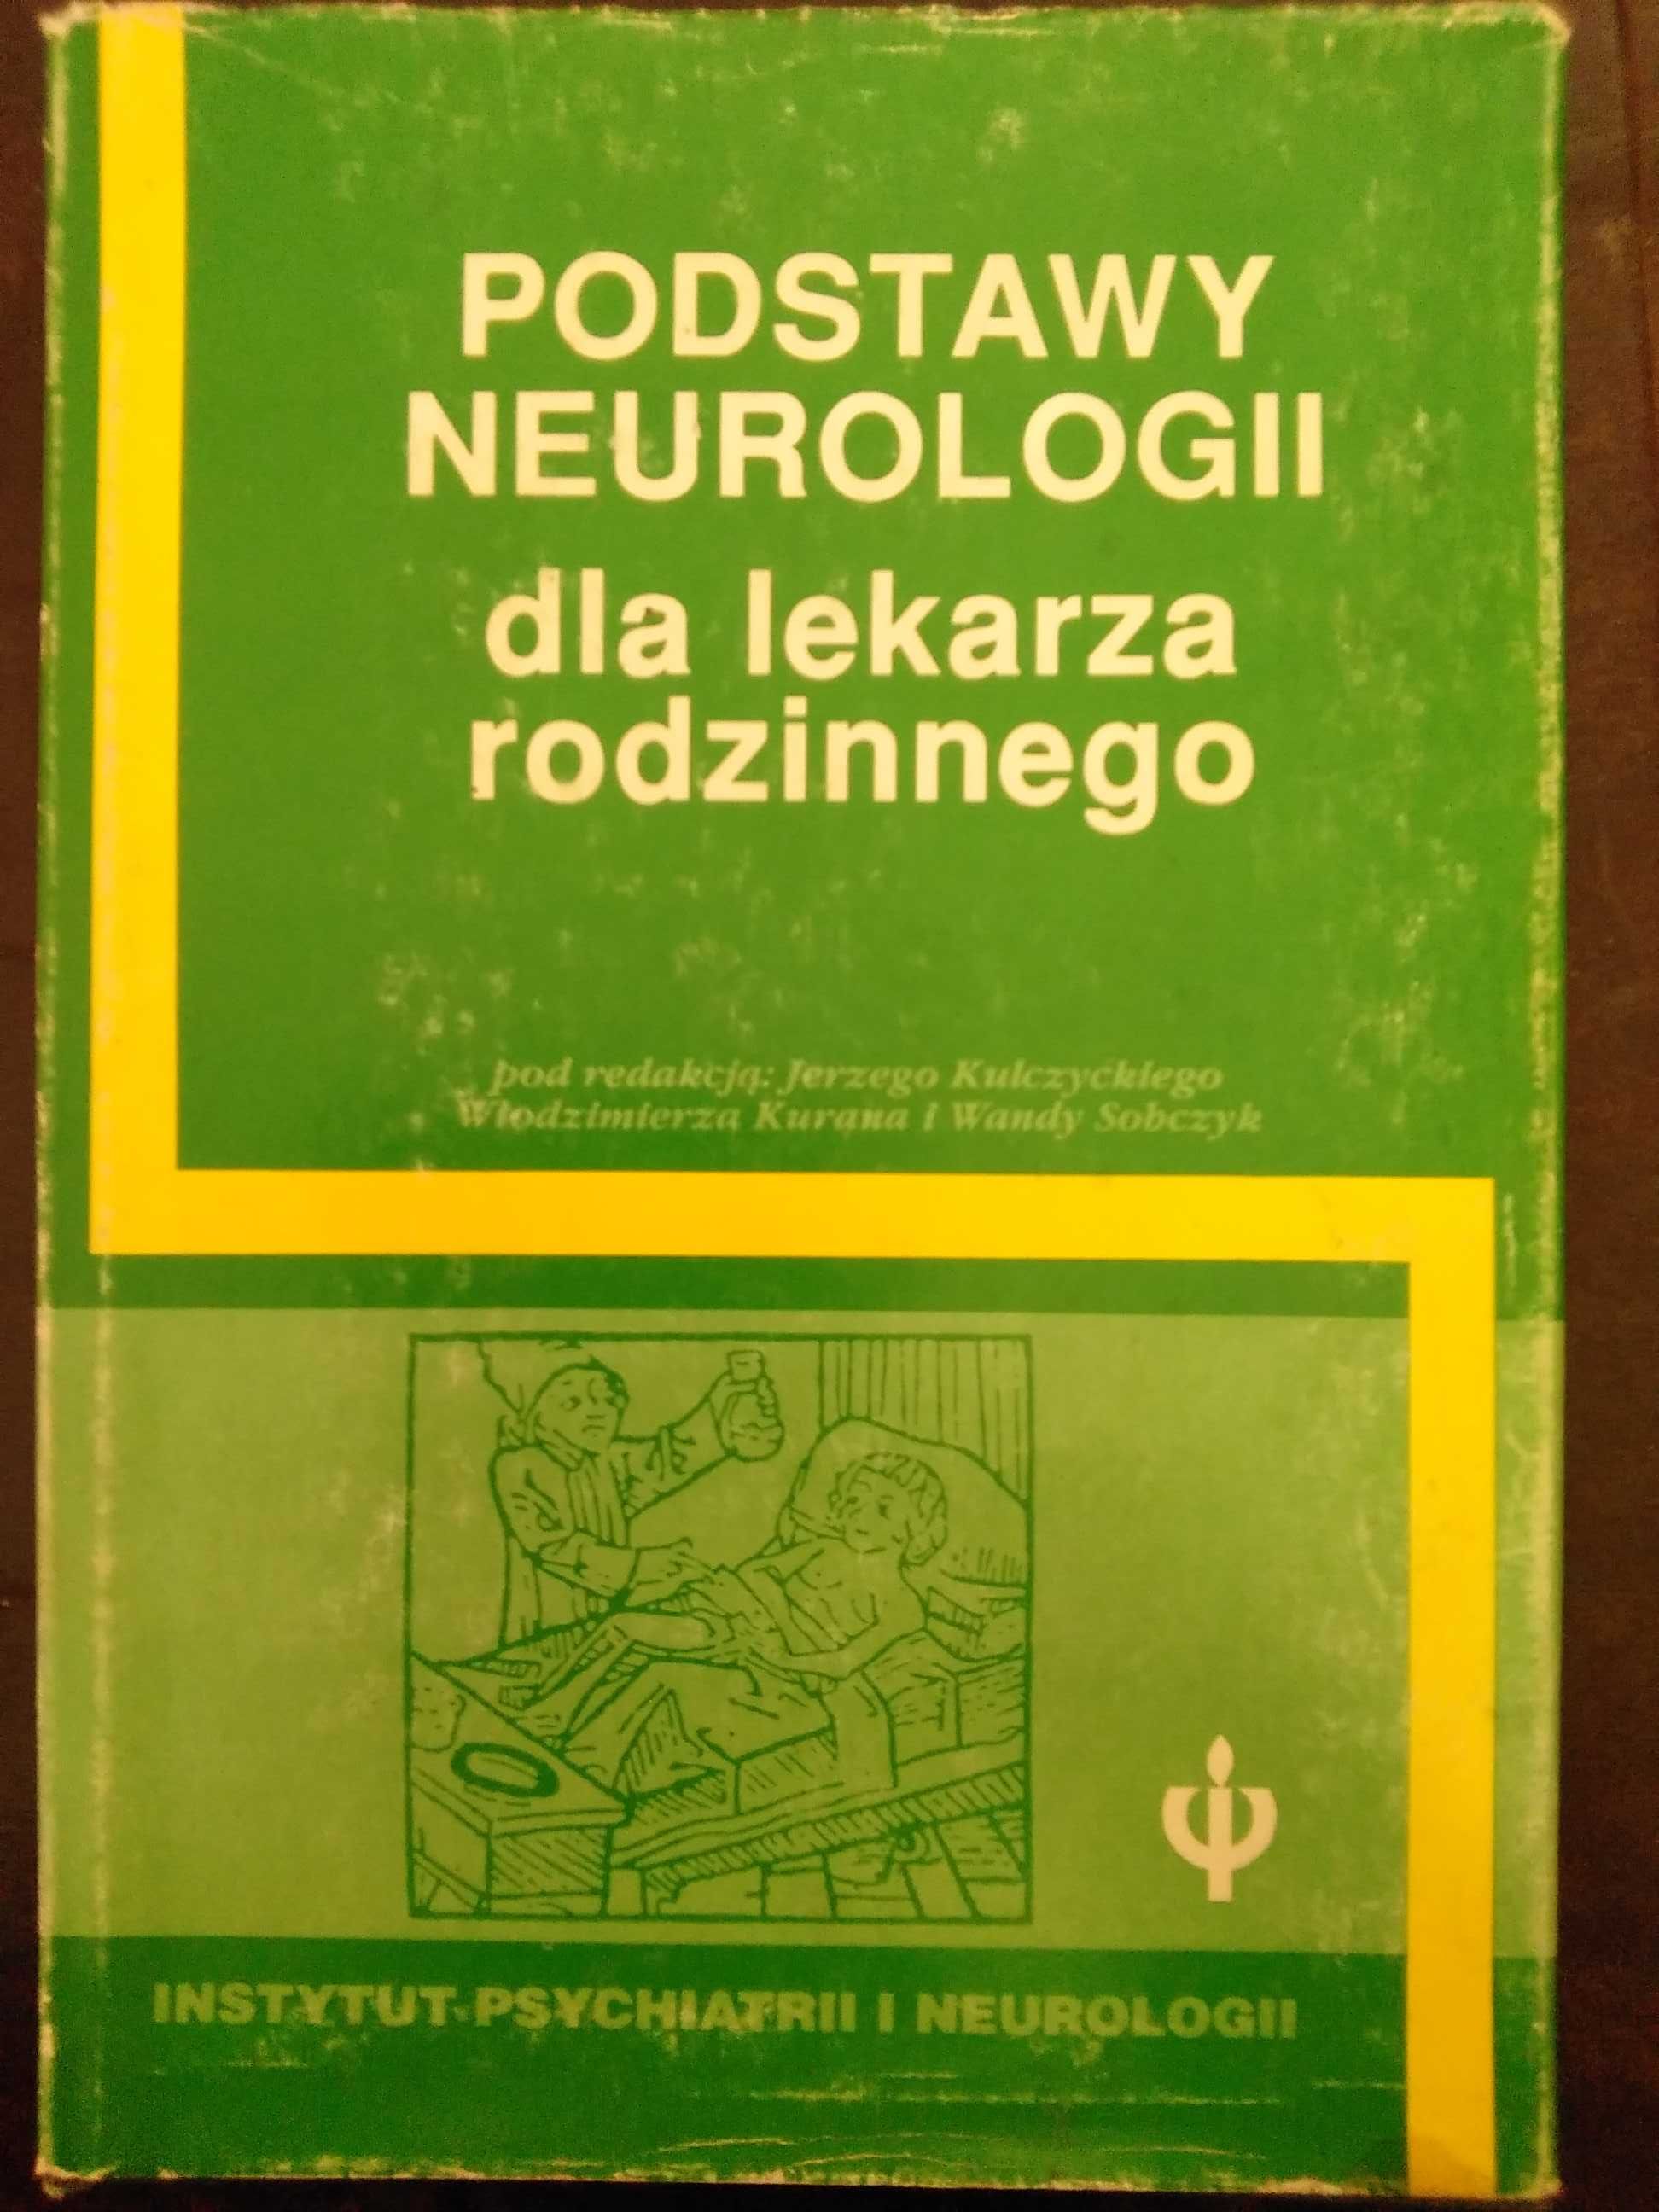 PODSTAWY
NEUROLOGII
dla lekarza
rodzinnego
pod redakcją: Jerzego Kulczyckiego
Włodzimierza Kurana i Wandy Sobczyk
INSTYTUT PSYCHIATRII I NEUROLOGII